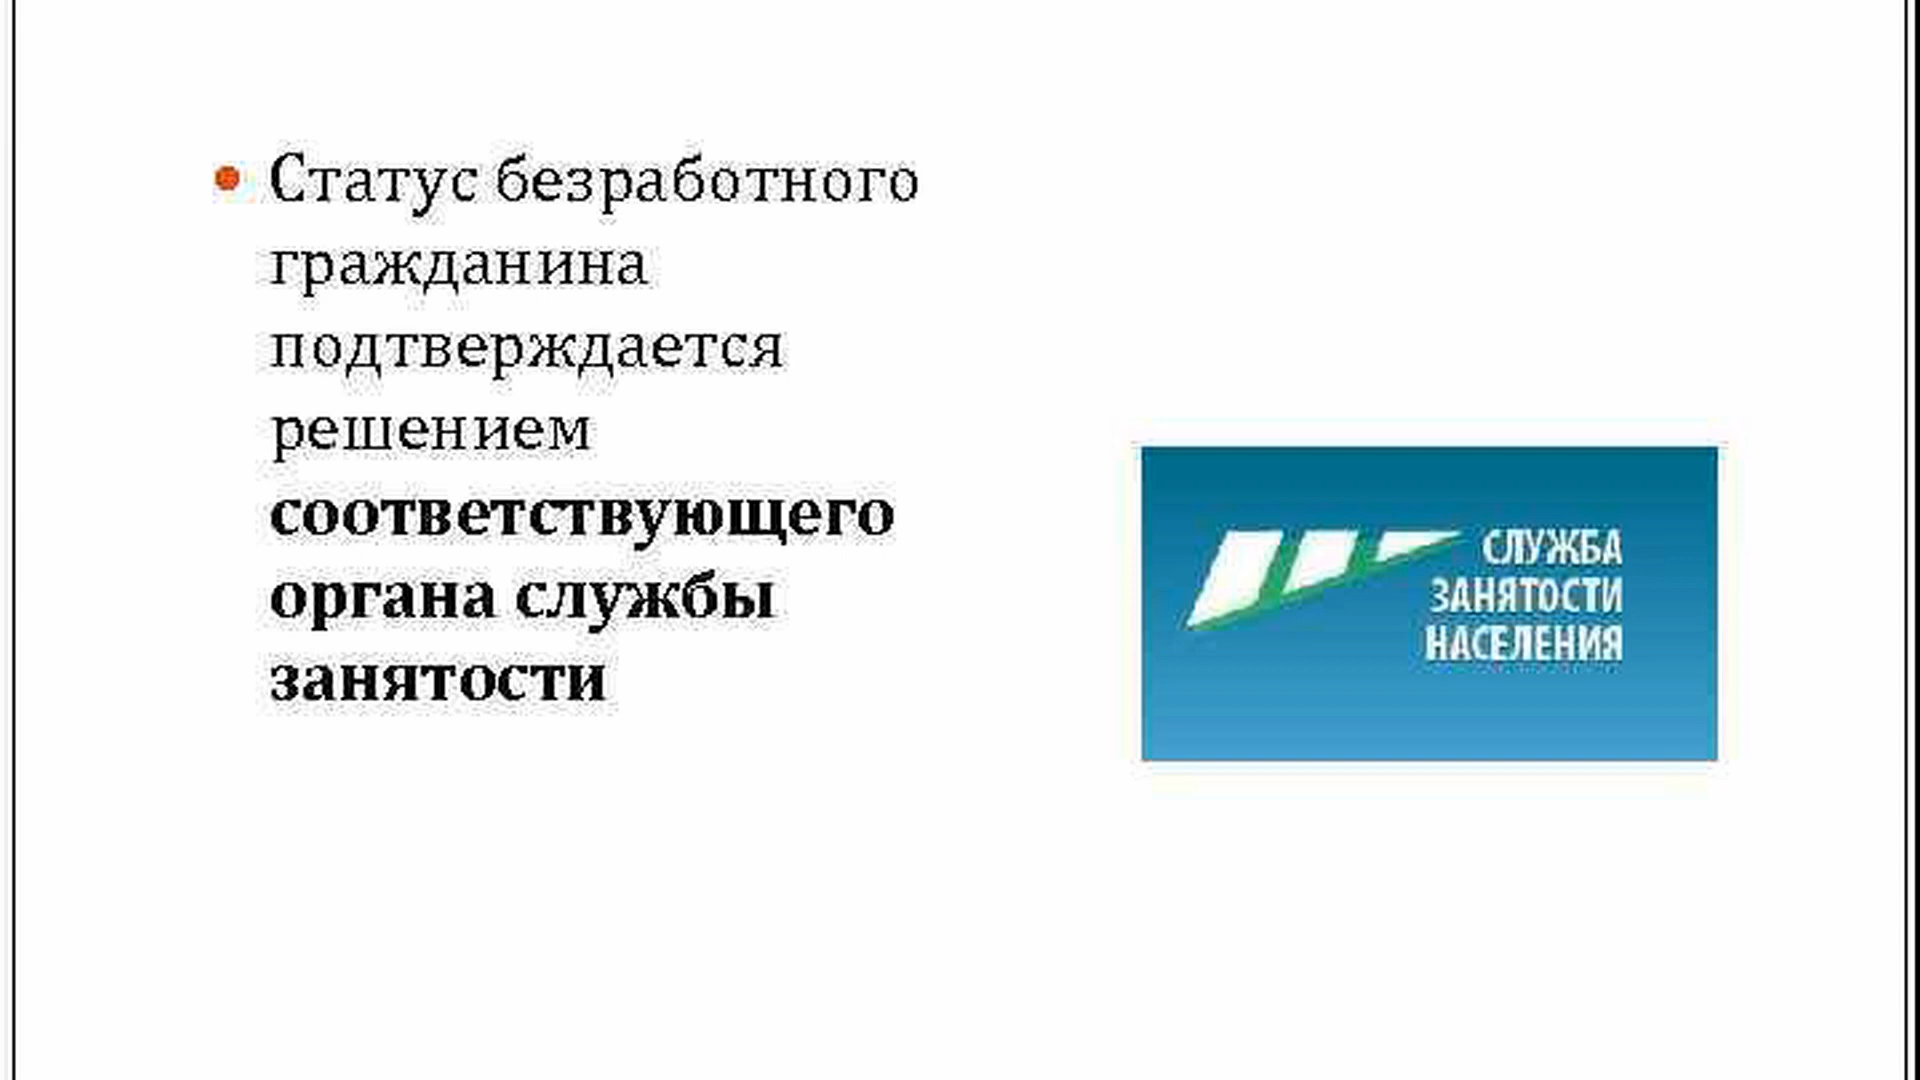 Статус безработного
гражданина
подтверждается
решением
соответствующего
органа службы
занятости
СЛУЖБА
ЗАНЯТОСТИ
НАСЕЛЕНИЯ